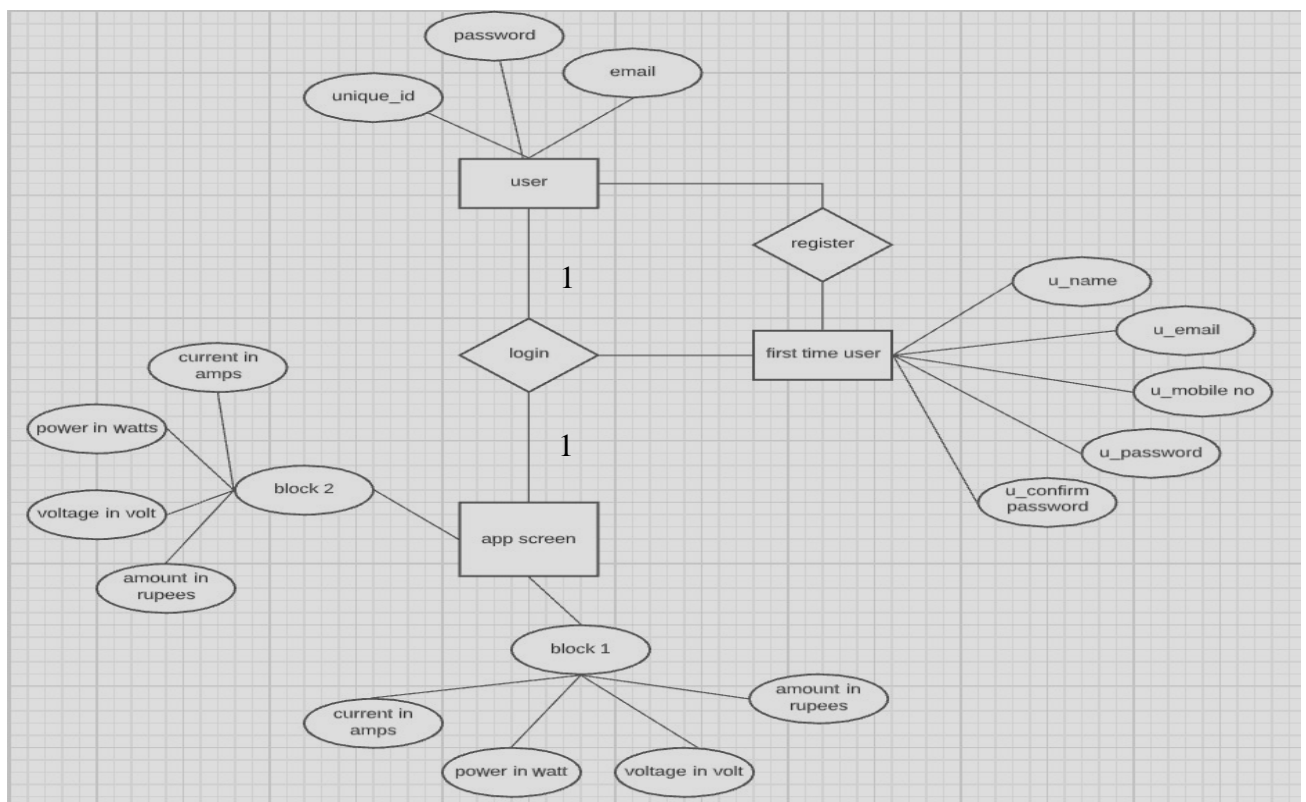 password
email
unique_id
user
register
1
u_name
u_email
login
first time user
current in
amps
u_mobile no
power in watts
1
u_password
block 2
u_confirm
password
voltage in volt
app screen
amount in
rupees
block 1
amount in
rupees
current in
amps
power in watt
voltage in volt